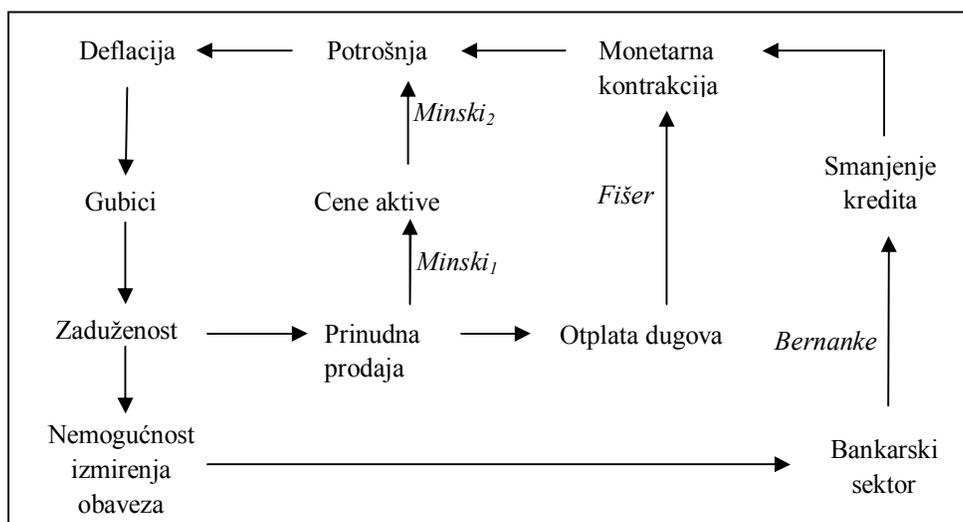 Deflacija
Potrošnja
Monetarna
kontrakcija
Minski2
Smanjenje
kredita
Gubici
Cene aktive
Fišer
Minski1
Zaduženost
Prinudna
prodaja
Otplata dugova
Bernanke
Nemogućnost
izmirenja
obaveza
Bankarski
sektor